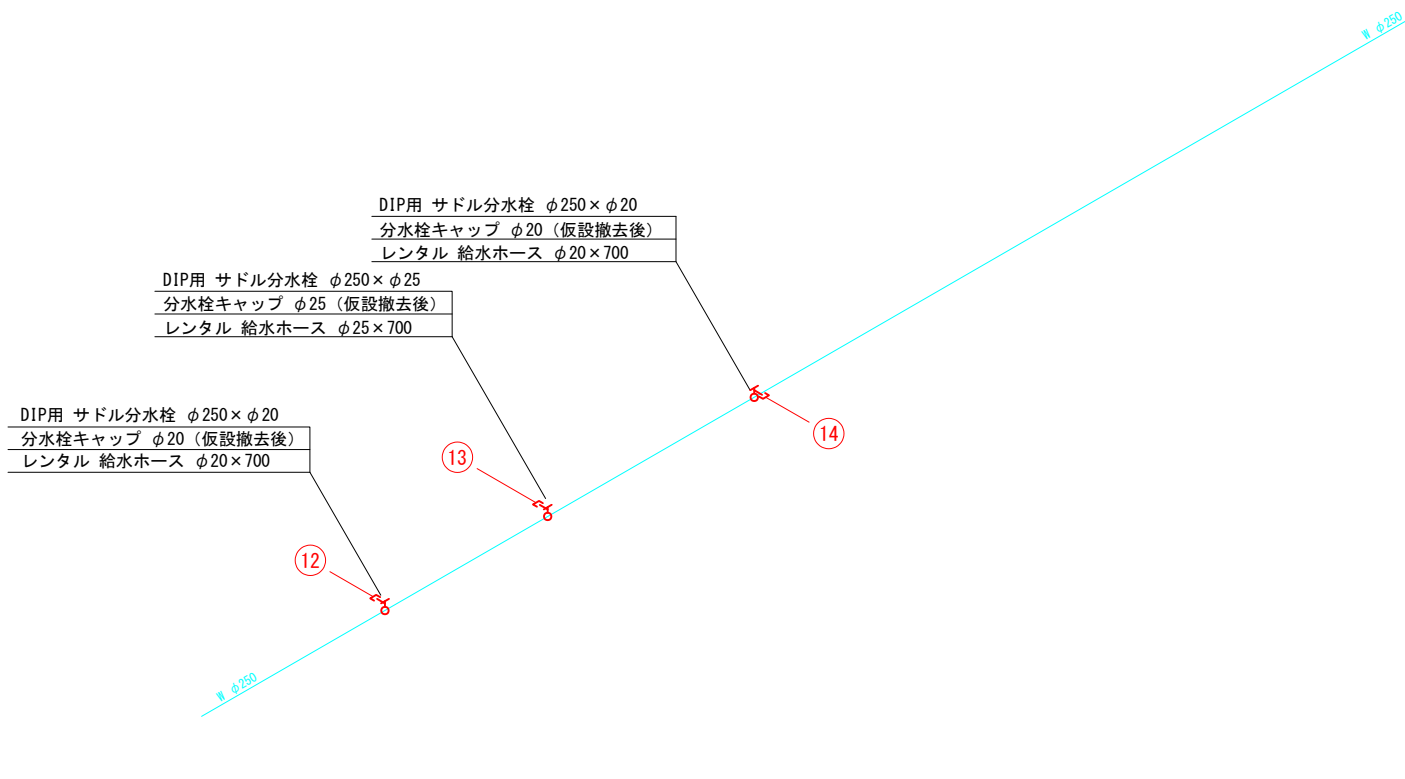 W φ250
DIP用 サドル分水栓 φ250×φ20
分水栓キャップ φ20（仮設撤去後）
レンタル 給水ホース φ20×700
DIP用 サドル分水栓 φ250×φ25
分水栓キャップ φ25（仮設撤去後）
レンタル 給水ホース φ25×700
DIP用 サドル分水栓 φ250×φ20
分水栓キャップ φ20（仮設撤去後）
レンタル 給水ホース φ20×700
⑭
⑬
⑫
W φ250